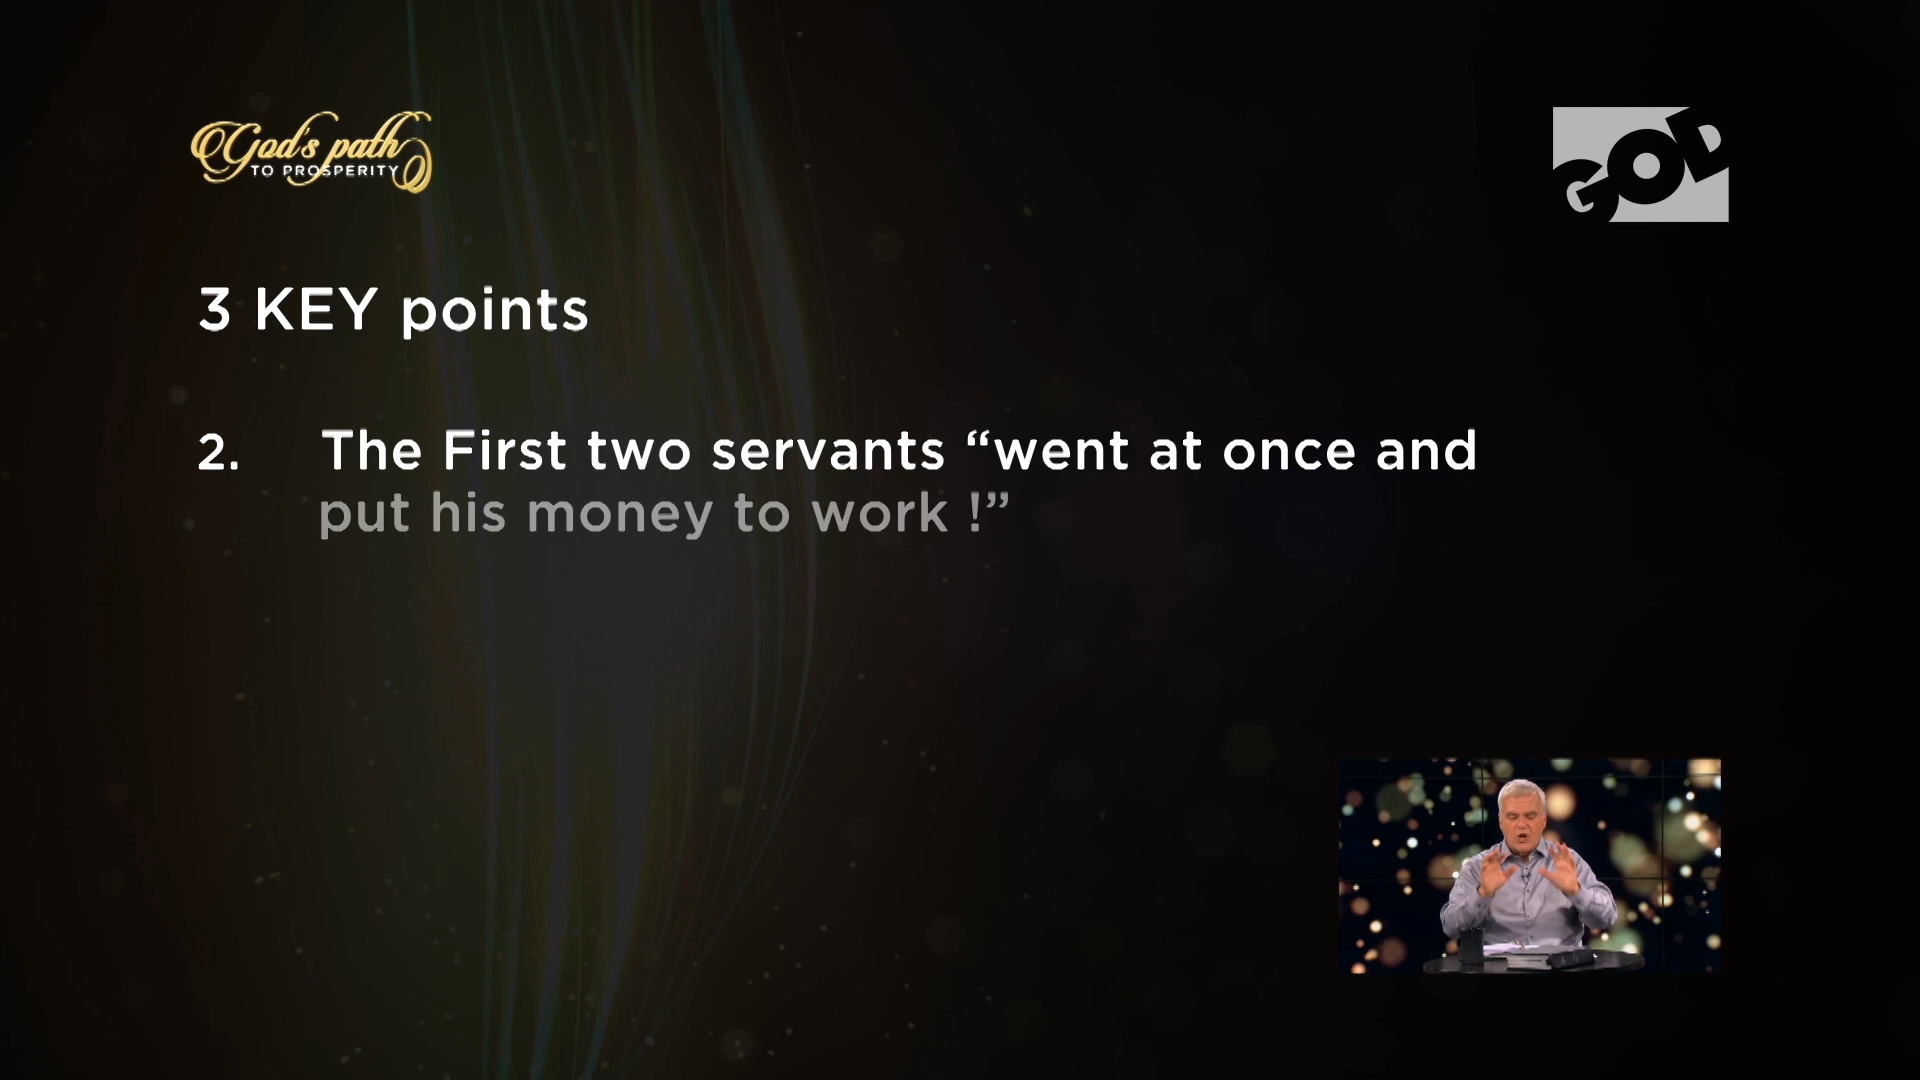 God's path
TO PROSPERITY
GOD
3 KEY points
2. The First two servants “went at once and
put his money to work !”